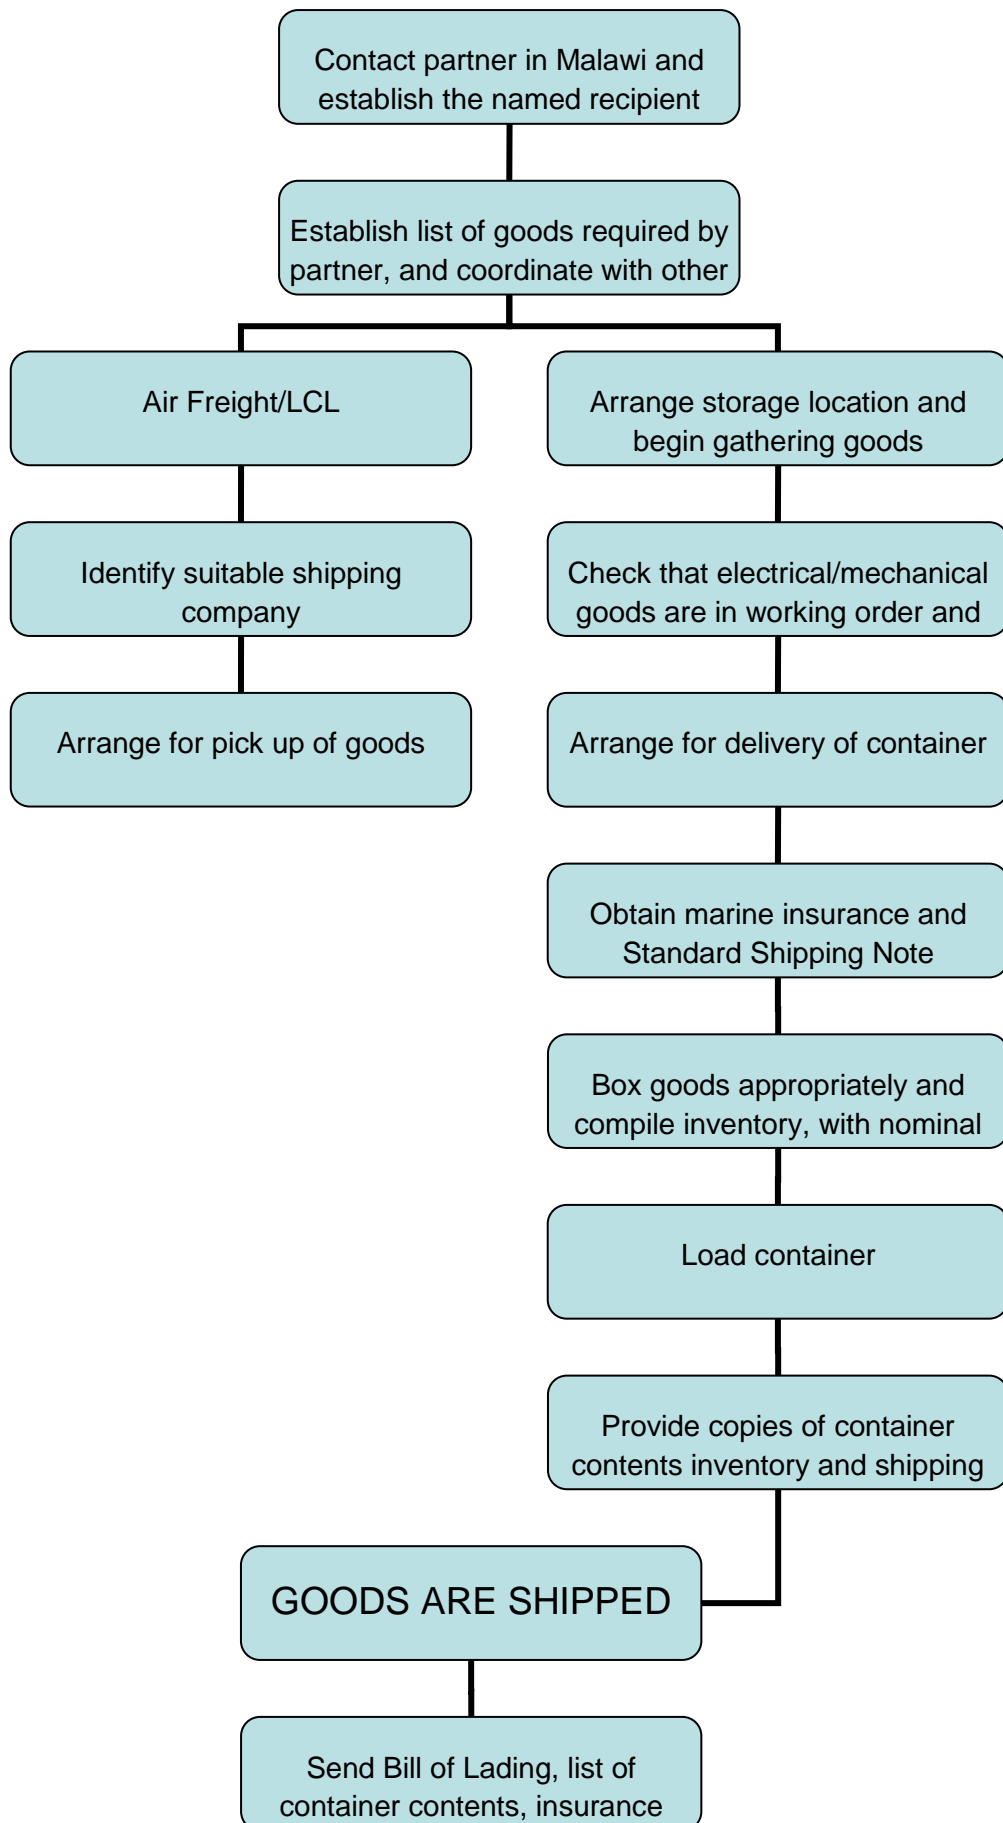 Contact partner in Malawi and
establish the named recipient
Establish list of goods required by
partner, and coordinate with other
Air Freight/LCL
Identify suitable shipping
company
Arrange for pick up of goods
Arrange storage location and
begin gathering goods
Check that electrical/mechanical
goods are in working order and
Arrange for delivery of container
Obtain marine insurance and
Standard Shipping Note
Box goods appropriately and
compile inventory, with nominal
Load container
Provide copies of container
contents inventory and shipping
GOODS ARE SHIPPED
Send Bill of Lading, list of
container contents, insurance